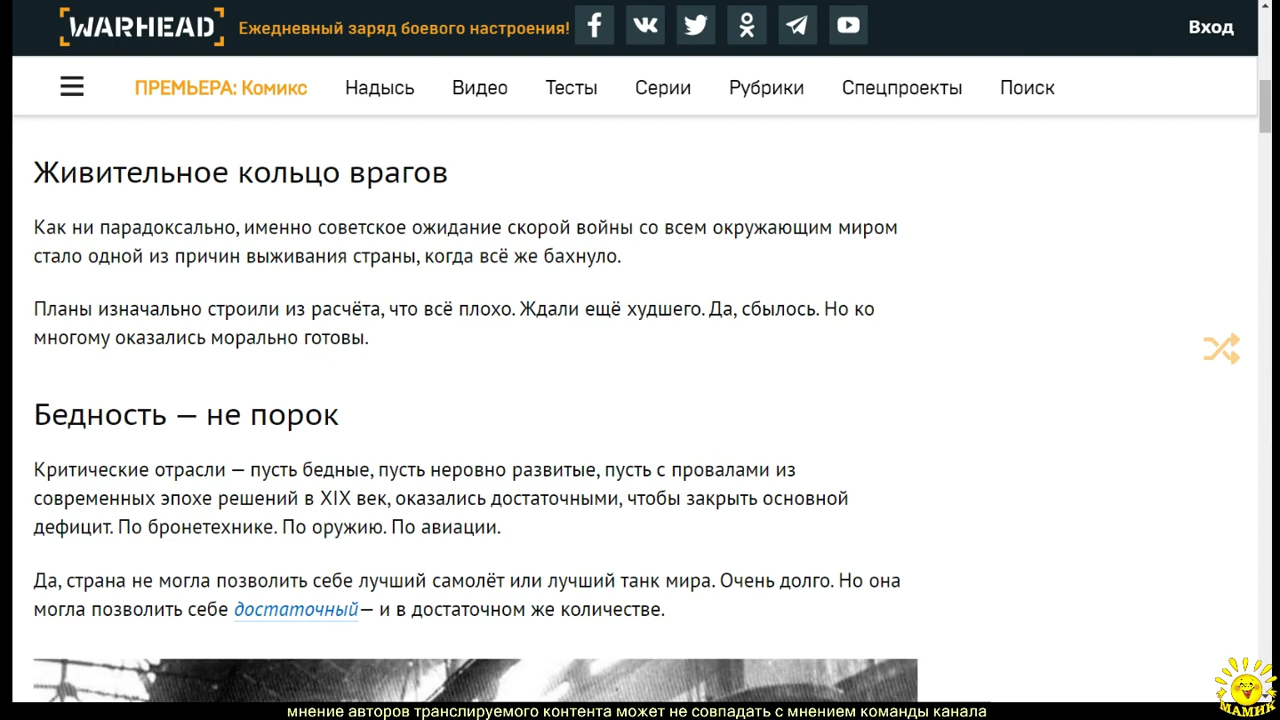 WARHEAD
Ежедневный заряд боевого настроения!
Вход
ПРЕМЬЕРА: Комикс Надысь Видео Тесты Серии Рубрики Спецпроекты Поиск
Живительное кольцо врагов
Как ни парадоксально, именно советское ожидание скорой войны со всем окружающим миром
стало одной из причин выживания страны, когда всё же бахнуло.
Планы изначально строили из расчёта, что всё плохо. Ждали ещё худшего. Да, сбылось. Но ко
многому оказались морально готовы.
Бедность — не порок
Критические отрасли — пусть бедные, пусть неровно развитые, пусть с провалами из
современных эпохе решений в XIX век, оказались достаточными, чтобы закрыть основной
дефицит. По бронетехнике. По оружию. По авиации.
Да, страна не могла позволить себе лучший самолёт или лучший танк мира. Очень долго. Но она
могла позволить себе достаточный— и в достаточном же количестве.
МАМИК
мнение авторов транслируемого контента может не совпадать с мнением команды канала